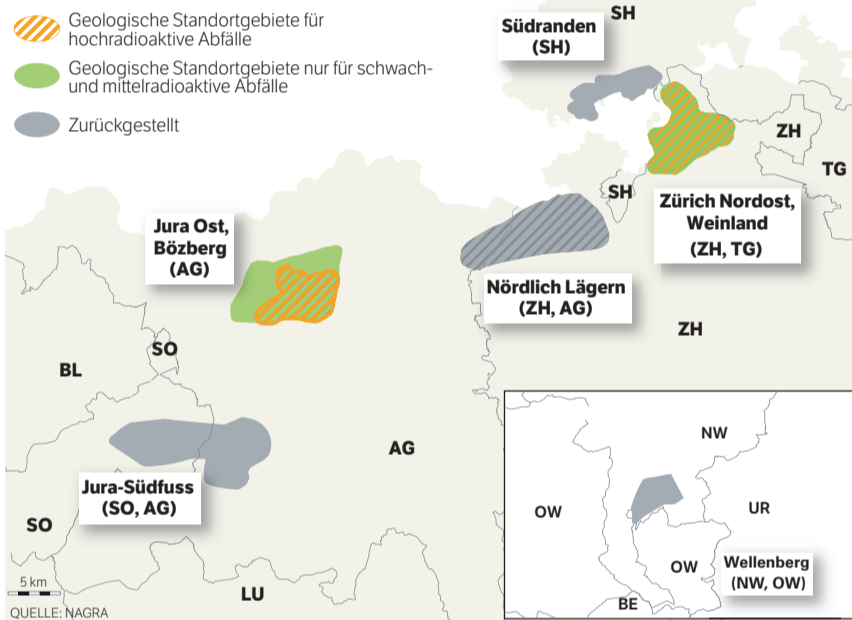 Geologische Standortgebiete für
hochradioaktive Abfälle
Geologische Standortgebiete nur für schwach-
und mittelradioaktive Abfälle
Zurückgestellt
Südranden
(SH)
SH
ZH
TG
SH
Zürich Nordost,
Weinland
(ZH, TG)
Jura Ost,
Bözberg
(AG)
Nördlich Lägern
(ZH, AG)
ZH
SO
BL
AG
Jura-Südfuss
(SO, AG)
SO
LU
5 km
QUELLE: NAGRA
NW
OW
UR
OW
Wellenberg
(NW, OW)
BE